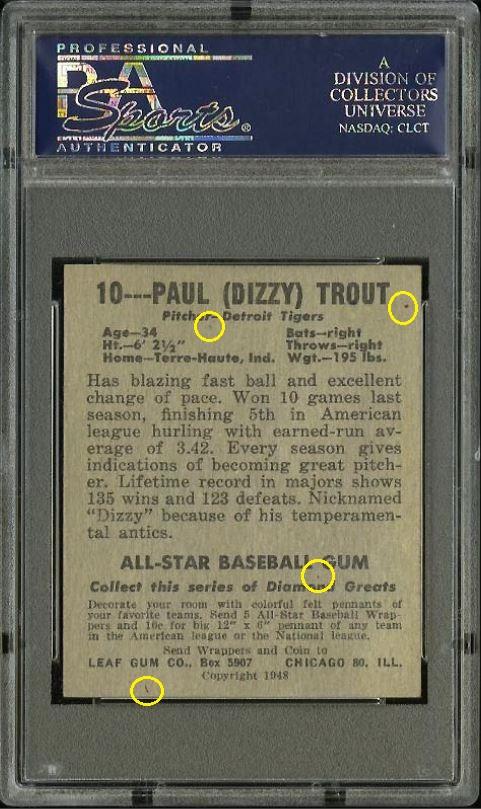 PROFESSIONAL
PSA
Sports®
AUTHENTICATOR
A
DIVISION OF
COLLECTORS
UNIVERSE
NASDAQ: CLCT
10---PAUL (DIZZY) TROUT
Pitcher—Detroit Tigers
Age—34 Bats—right
Ht.—6' 2½" Throws—right
Home—Terre-Haute, Ind. Wgt.—195 lbs.
Has blazing fast ball and excellent
change of pace. Won 10 games last
season, finishing 5th in American
league hurling with earned-run av-
erage of 3.42. Every season gives
indications of becoming great pitch-
er. Lifetime record in majors shows
135 wins and 123 defeats. Nicknamed
"Dizzy" because of his temperamen-
tal antics.
ALL-STAR BASEBALL GUM
Collect this series of Diamond Greats
Decorate your room with colorful felt pennants of
your favorite teams. Send 5 All-Star Baseball Wrap-
pers and 10c for big 12" x 6" pennant of any team
in the American league or the National league.
Send Wrappers and Coin to
LEAF GUM CO., Box 5907 CHICAGO 80, ILL.
Copyright 1948